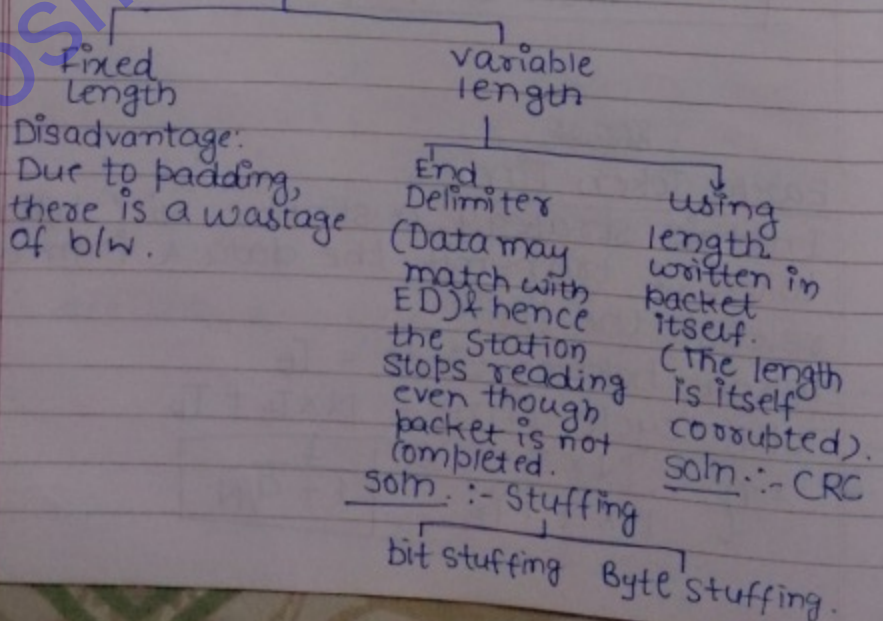 Fixed
Length
Disadvantage:
Due to padding,
there is a wastage
of b/w.
Variable
length
End
Delimiter
(Data may
match with
ED) & hence
the station
stops reading
even though
packet is not
completed.
Soln. :- Stuffing
bit stuffing Byte stuffing.
using
length
written in
packet
itself.
(The length
is itself
corrupted).
Soln. :- CRC